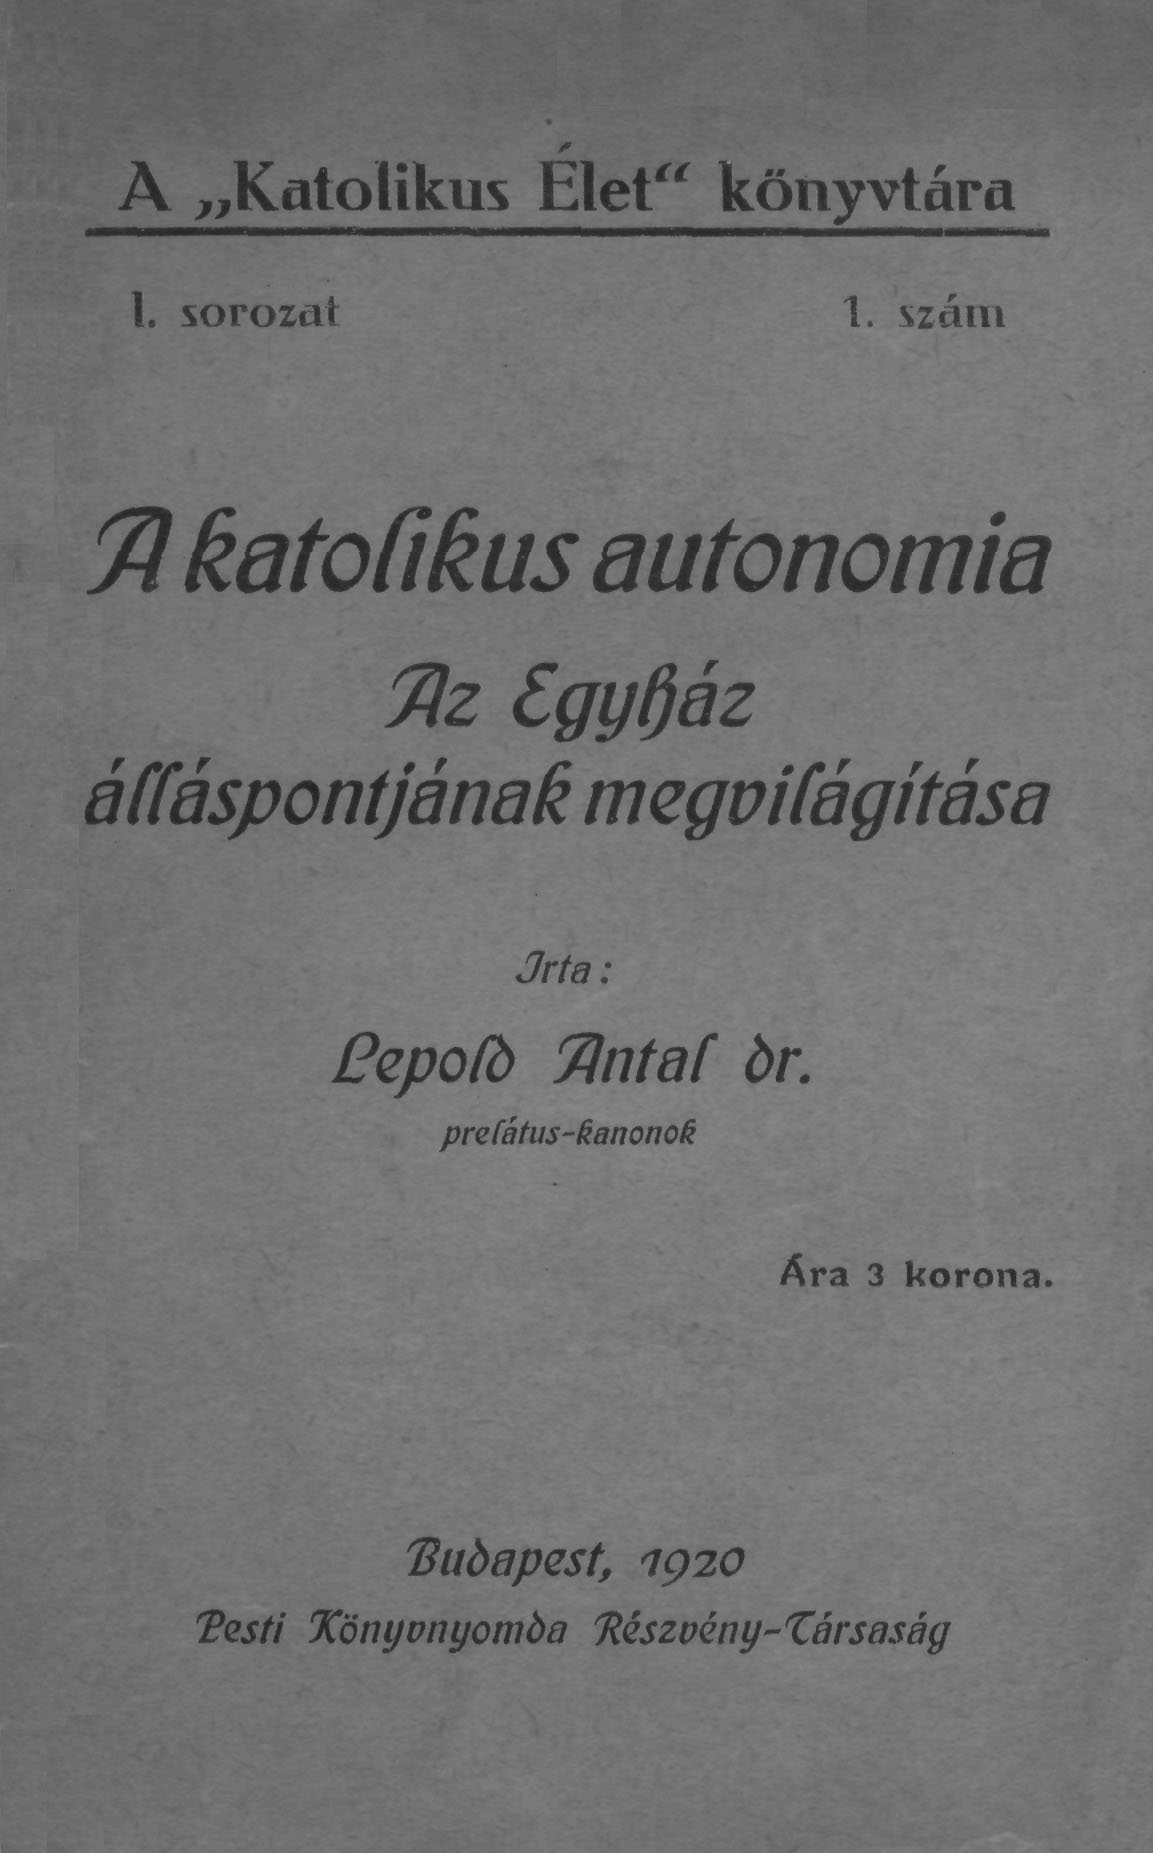 A „Katolikus Élet“ könyvtára
I. sorozat
1. szám
A katolikus autonomia
Az Egyház
álláspontjának megvilágítása
Irta:
Lepold Antal dr.
prelátus-kanonok
Ára 3 korona.
Budapest, 1920
Pesti Könyvnyomda Részvény-Társaság